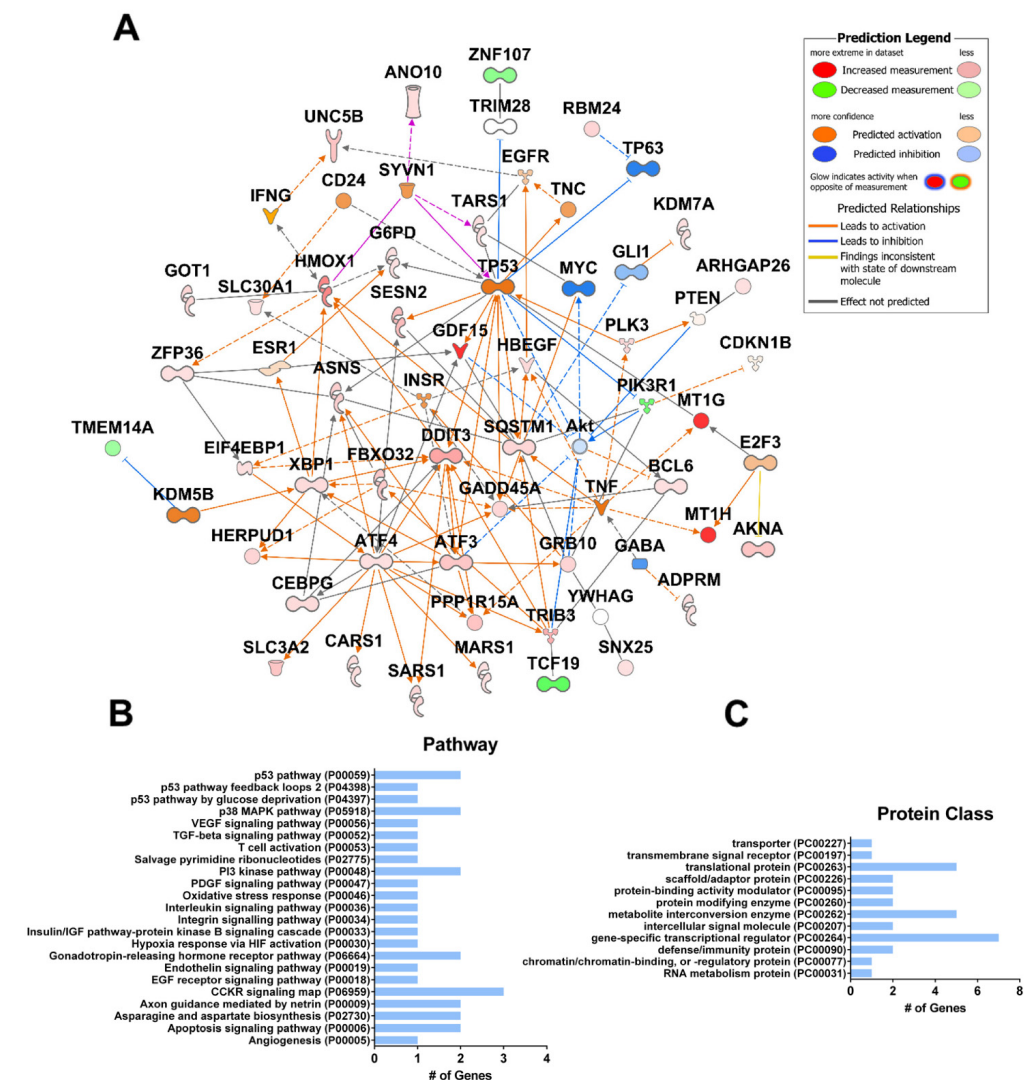 A
ZNF107
ANO10
TRIM28
RBM24
UNC5B
EGFR
TP63
SYVN1
CD24
IFNG
TNC
TARS1
KDM7A
G6PD
GLI1
HMOX1
TP53
MYC
ARHGAP26
GOT1
SLC30A1
SESN2
PTEN
GDF15
HBEGF
PLK3
CDKN1B
ZFP36
ESR1
ASNS
INSR
PIK3R1
MT1G
TMEM14A
DDIT3
SQSTM1
Akt
E2F3
EIF4EBP1
XBP1
FBXO32
BCL6
KDM5B
GADD45A
TNF
MT1H
AKNA
HERPUD1
ATF4
ATF3
GRB10
GABA
CEBPG
ADPRM
PPP1R15A
YWHAG
TRIB3
SLC3A2
CARS1
SARS1
MARS1
SNX25
TCF19
Prediction Legend
more extreme in dataset less
Increased measurement
Decreased measurement
more confidence less
Predicted activation
Predicted inhibition
Glow indicates activity when
opposite of measurement
Predicted Relationships
Leads to activation
Leads to inhibition
Findings inconsistent
with state of downstream
molecule
Effect not predicted
B
Pathway
p53 pathway (P00059)
p53 pathway feedback loops 2 (P04398)
p53 pathway by glucose deprivation (P04397)
p38 MAPK pathway (P05918)
VEGF signaling pathway (P00056)
TGF-beta signaling pathway (P00052)
T cell activation (P00053)
Salvage pyrimidine ribonucleotides (P02775)
PI3 kinase pathway (P00048)
PDGF signaling pathway (P00047)
Oxidative stress response (P00046)
Interleukin signaling pathway (P00036)
Integrin signalling pathway (P00034)
Insulin/IGF pathway-protein kinase B signaling cascade (P00033)
Hypoxia response via HIF activation (P00030)
Gonadotropin-releasing hormone receptor pathway (P06664)
Endothelin signaling pathway (P00019)
EGF receptor signaling pathway (P00018)
CCKR signaling map (P06959)
Axon guidance mediated by netrin (P00009)
Asparagine and aspartate biosynthesis (P02730)
Apoptosis signaling pathway (P00006)
Angiogenesis (P00005)
0 1 2 3 4
# of Genes
C
Protein Class
transporter (PC00227)
transmembrane signal receptor (PC00197)
translational protein (PC00263)
scaffold/adaptor protein (PC00226)
protein-binding activity modulator (PC00095)
protein modifying enzyme (PC00260)
metabolite interconversion enzyme (PC00262)
intercellular signal molecule (PC00207)
gene-specific transcriptional regulator (PC00264)
defense/immunity protein (PC00090)
chromatin/chromatin-binding, or -regulatory protein (PC00077)
RNA metabolism protein (PC00031)
0 2 4 6 8
# of Genes